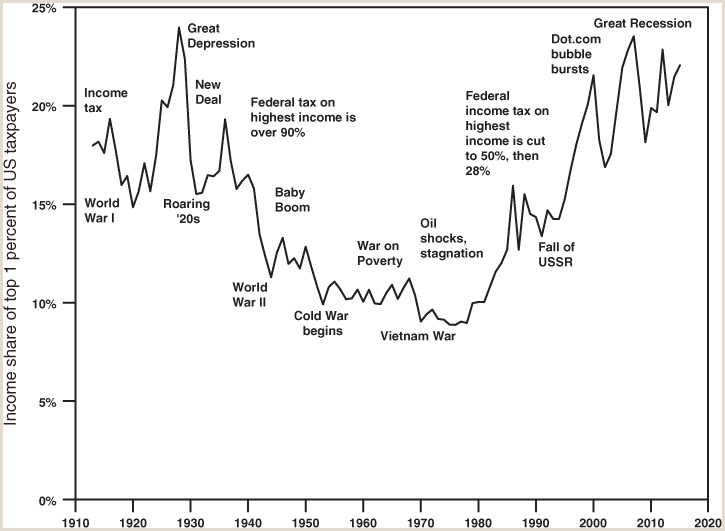 Income share of top 1 percent of US taxpayers
25%
20%
15%
10%
5%
0%
Great
Depression
Income
tax
New
Deal
Federal tax on
highest income is
over 90%
World
War I
Roaring
'20s
Baby
Boom
World
War II
Cold War
begins
War on
Poverty
Oil
shocks,
stagnation
Vietnam War
Federal
income tax on
highest
income is cut
to 50%, then
28%
Fall of
USSR
Dot.com
bubble
bursts
Great Recession
1910 1920 1930 1940 1950 1960 1970 1980 1990 2000 2010 2020